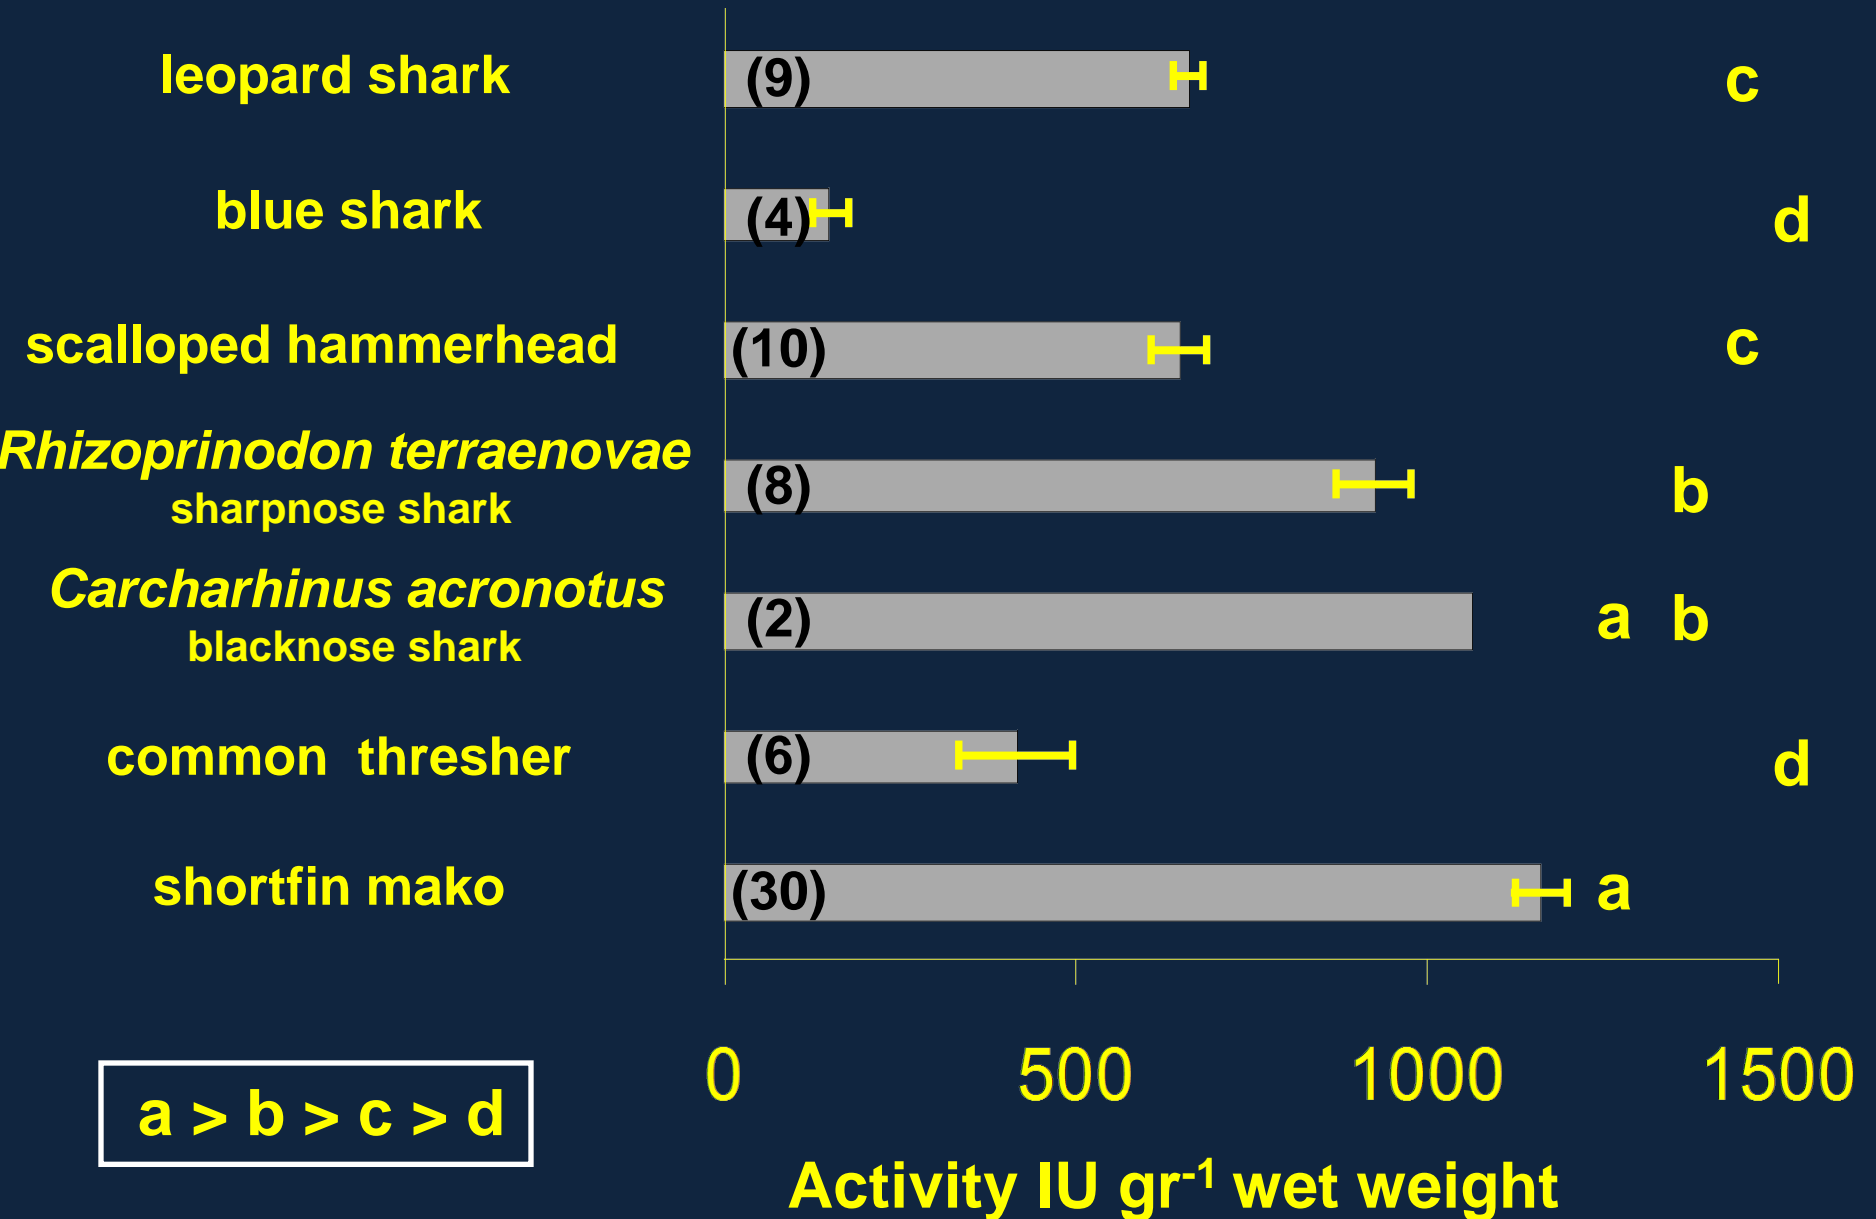 leopard shark (9) c
blue shark (4) d
scalloped hammerhead (10) c
Rhizoprinodon terraenovae
sharpnose shark (8) b
Carcharhinus acronotus
blacknose shark (2) a b
common thresher (6) d
shortfin mako (30) a
0 500 1000 1500
a > b > c > d
Activity IU gr⁻¹ wet weight